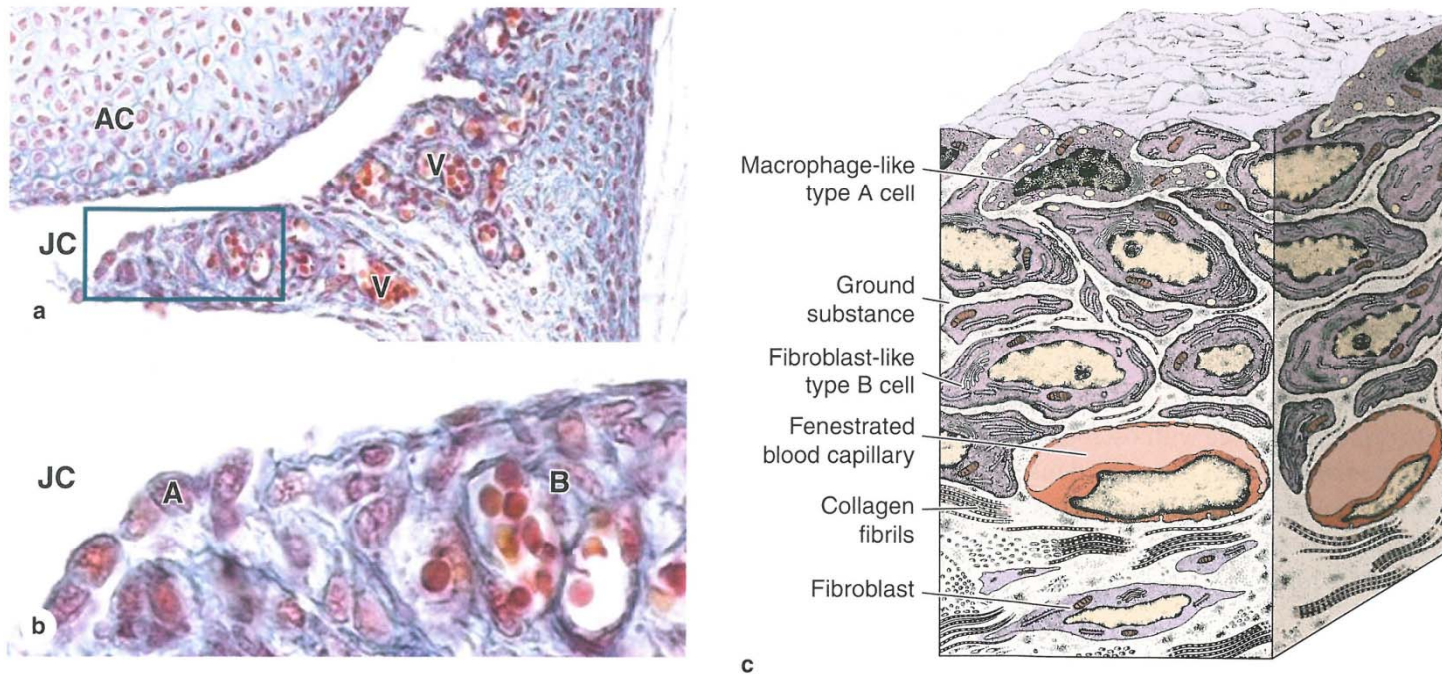 AC
V
JC
V
a
JC
A
B
b
Macrophage-like
type A cell
Ground
substance
Fibroblast-like
type B cell
Fenestrated
blood capillary
Collagen
fibrils
Fibroblast
c